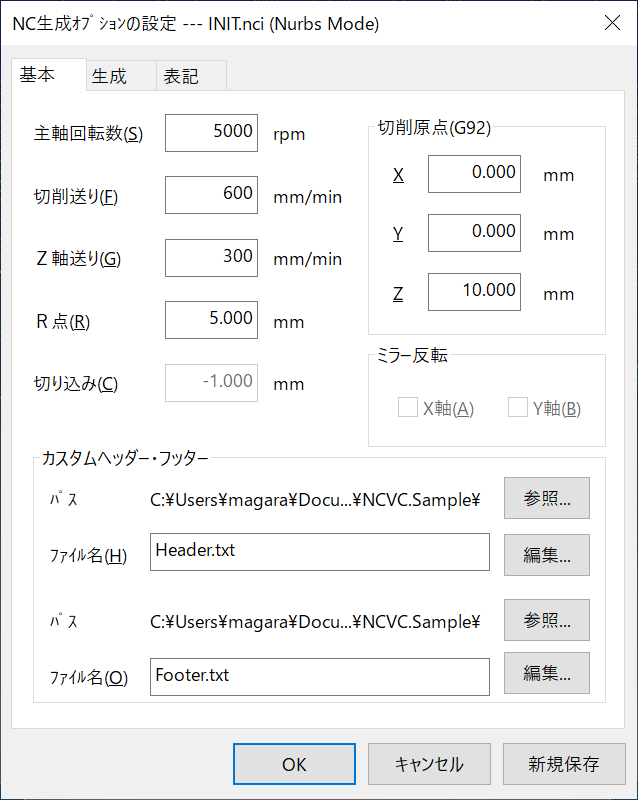 NC生成ｵﾌﾟｼｮﾝの設定 --- INIT.nci (Nurbs Mode)
基本 生成 表記
主軸回転数(S) 5000 rpm
切削送り(F) 600 mm/min
Ｚ軸送り(G) 300 mm/min
Ｒ点(R) 5.000 mm
切り込み(C) -1.000 mm
切削原点(G92)
X 0.000 mm
Y 0.000 mm
Z 10.000 mm
ﾐﾗｰ反転
X軸(A) Y軸(B)
カスタムヘッダー・フッター
ﾊﾟｽ C:¥Users¥magara¥Docu...¥NCVC.Sample¥ 参照...
ﾌｧｲﾙ名(H) Header.txt 編集...
ﾊﾟｽ C:¥Users¥magara¥Docu...¥NCVC.Sample¥ 参照...
ﾌｧｲﾙ名(O) Footer.txt 編集...
OK ｷｬﾝｾﾙ 新規保存